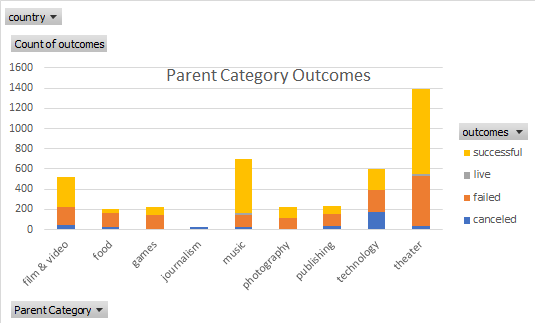 country
Count of outcomes
Parent Category Outcomes
1600
1400
1200
1000
800
600
400
200
0
film & video
food
games
journalism
music
photography
publishing
technology
theater
outcomes
successful
live
failed
canceled
Parent Category